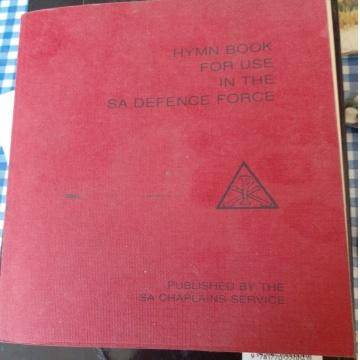 HYMN BOOK
FOR USE
IN THE
SA DEFENCE FORCE
PUBLISHED BY THE
SA CHAPLAINS SERVICE